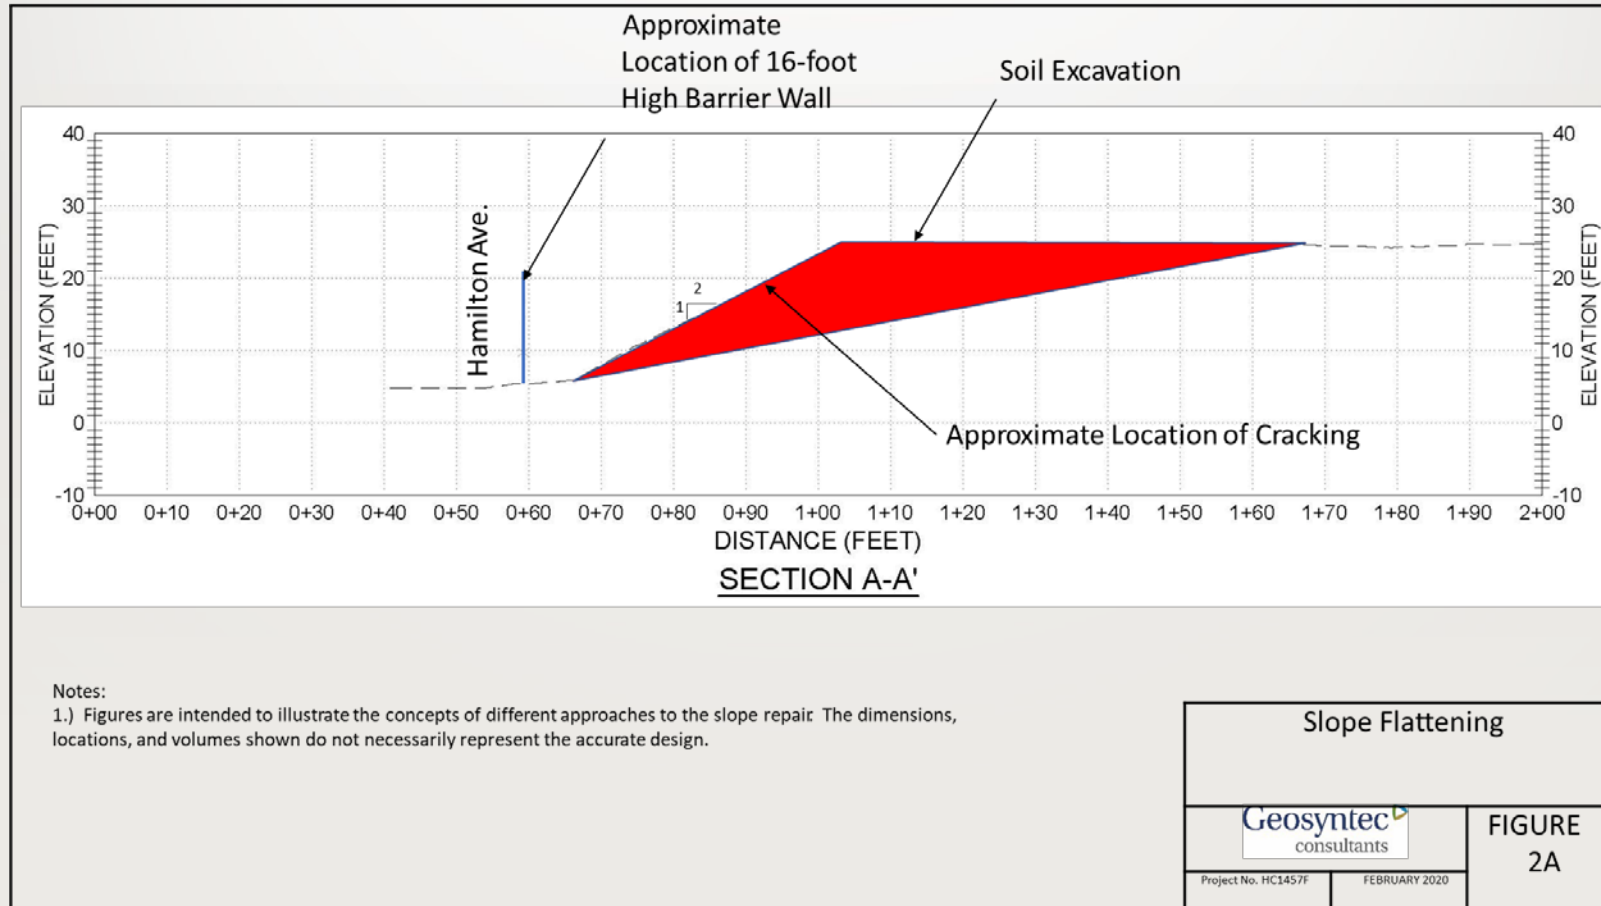 Approximate
Location of 16-foot
High Barrier Wall
Soil Excavation
40
30
20
10
0
-10
ELEVATION (FEET)
Hamilton Ave.
2
1
40
30
20
10
0
-10
ELEVATION (FEET)
Approximate Location of Cracking
0+00 0+10 0+20 0+30 0+40 0+50 0+60 0+70 0+80 0+90 1+00 1+10 1+20 1+30 1+40 1+50 1+60 1+70 1+80 1+90 2+00
DISTANCE (FEET)
SECTION A-A'
Notes:
1.) Figures are intended to illustrate the concepts of different approaches to the slope repair. The dimensions,
locations, and volumes shown do not necessarily represent the accurate design.
Slope Flattening
Geosyntec
consultants
FIGURE
2A
Project No. HC1457F
FEBRUARY 2020